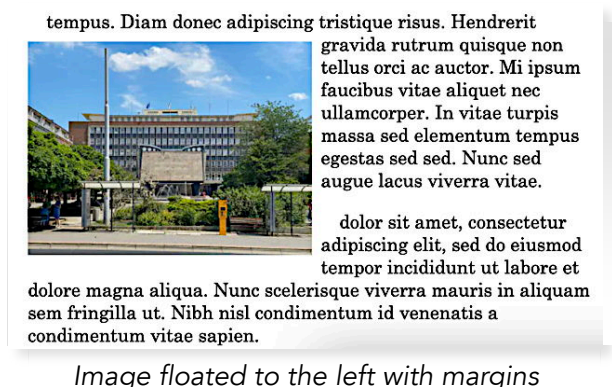 tempus. Diam donec adipiscing tristique risus. Hendrerit
gravida rutrum quisque non
tellus orci ac auctor. Mi ipsum
faucibus vitae aliquet nec
ullamcorper. In vitae turpis
massa sed elementum tempus
egestas sed sed. Nunc sed
augue lacus viverra vitae.
dolor sit amet, consectetur
adipiscing elit, sed do eiusmod
tempor incididunt ut labore et
dolore magna aliqua. Nunc scelerisque viverra mauris in aliquam
sem fringilla ut. Nibh nisl condimentum id venenatis a
condimentum vitae sapien.
Image floated to the left with margins